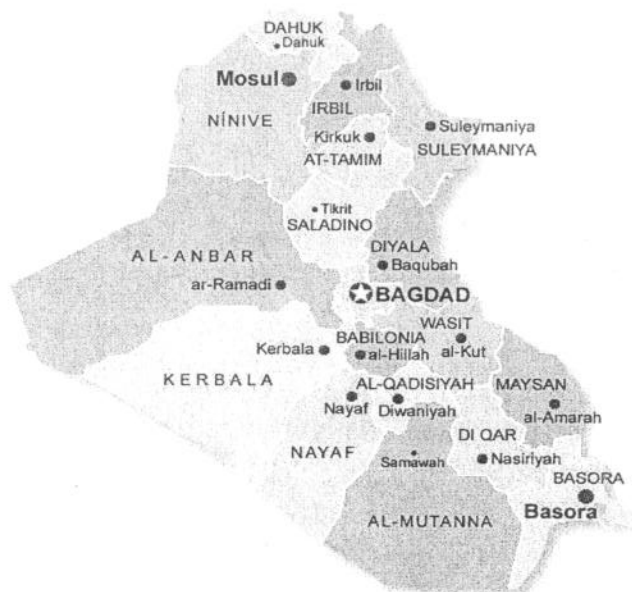 DAHUK
Dahuk
Mosul
Irbil
IRBIL
NÍNIVE
Kirkuk
AT-TAMIM
Suleymaniya
SULEYMANIYA
Tikrit
SALADINO
AL-ANBAR
DIYALA
Baqubah
ar-Ramadi
BAGDAD
WASIT
BABILONIA
Kerbala
al-Hillah
al-Kut
KERBALA
AL-QADISIYAH
MAYSAN
Nayaf
Diwaniyah
al-Amarah
DI QAR
NAYAF
Samawah
Nasiriyah
BASORA
Basora
AL-MUTANNA